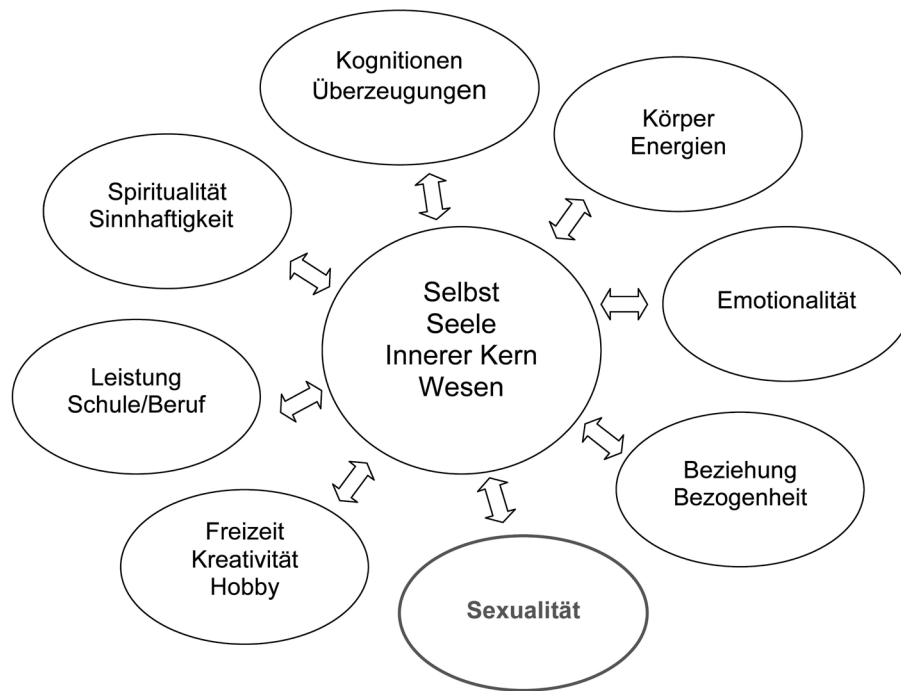 Kognitionen
Überzeugungen
Körper
Energien
Spiritualität
Sinnhaftigkeit
Selbst
Seele
Innerer Kern
Wesen
Emotionalität
Leistung
Schule/Beruf
Beziehung
Bezogenheit
Freizeit
Kreativität
Hobby
Sexualität